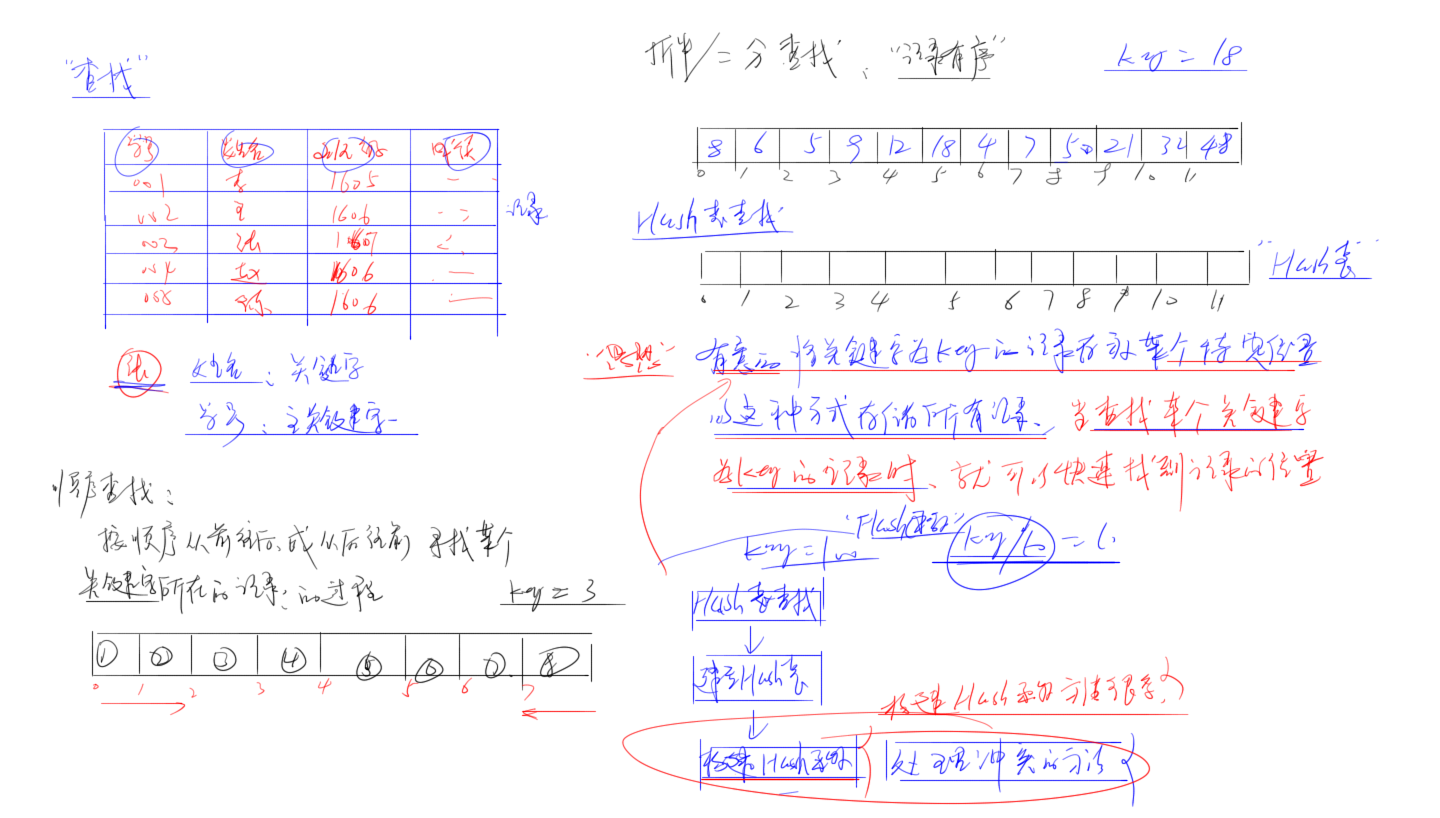 "查找"
学号 姓名 班级 成绩
001 李 1605
002 王 1606
003 张 1607
004 赵 1606
008 1606
记录
张 姓名：关键字
学号：主关键字
顺序查找：
按顺序从前往后、或从后往前 寻找某个
关键字所在的记录的过程
key = 3
① ② ③ ④ ⑤ ⑥ ⑦ ⑧
0 1 2 3 4 5 6 7
折半/二分查找："记录有序" key = 18
8 6 5 9 12 18 4 7 50 21 32 48
0 1 2 3 4 5 6 7 8 9 10 11
Hash表查找
"Hash表"
0 1 2 3 4 5 6 7 8 9 10 11
"思想" 有意的将关键字为key的记录存放某个特定位置
以这种方式存储所有记录、当查找某个关键字
为key的记录时、就可以快速找到记录的位置
"Hash函数"
key = 100
Hash表查找
建立Hash表
构建Hash函数的方法很多
构建Hash函数 处理冲突的方法